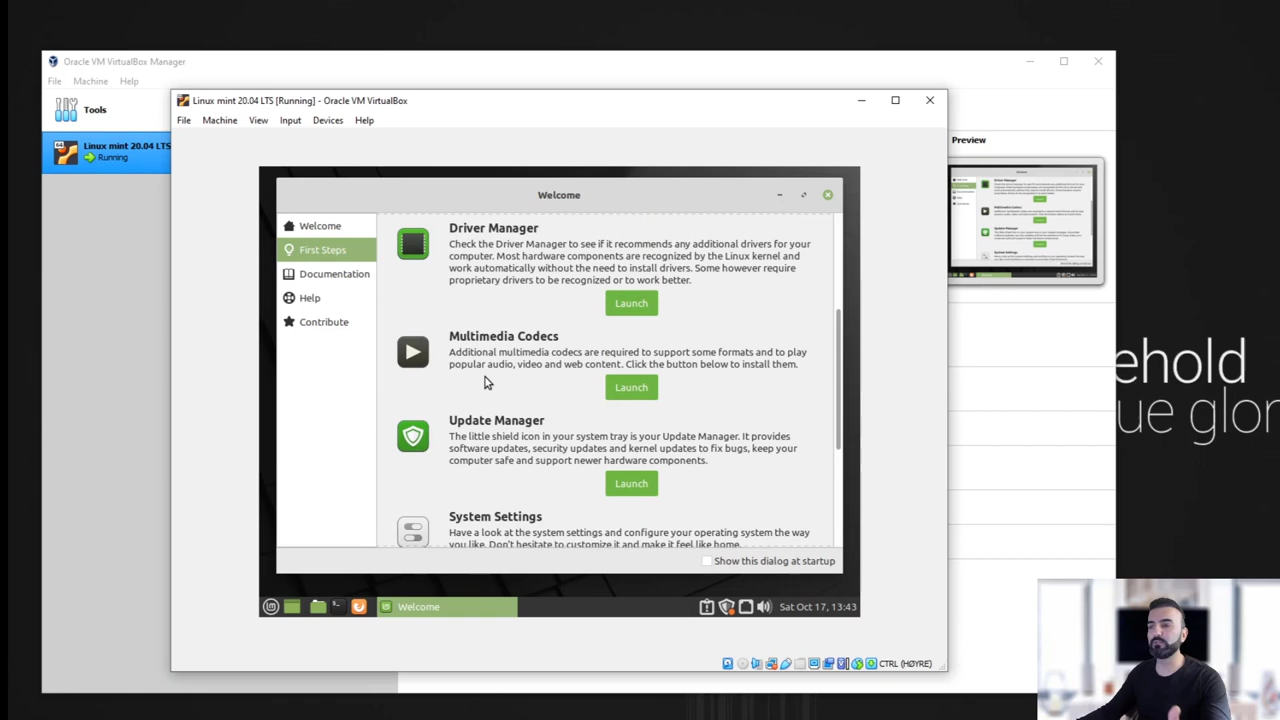 Oracle VM VirtualBox Manager
File Machine Help
Tools
Linux mint 20.04 LTS
Running
Linux mint 20.04 LTS [Running] - Oracle VM VirtualBox
File Machine View Input Devices Help
Preview
Welcome
Welcome
First Steps
Documentation
Help
Contribute
Driver Manager
Check the Driver Manager to see if it recommends any additional drivers for your
computer. Most hardware components are recognized by the Linux kernel and
work automatically without the need to install drivers. Some however require
proprietary drivers to be recognized or to work better.
Launch
Multimedia Codecs
Additional multimedia codecs are required to support some formats and to play
popular audio, video and web content. Click the button below to install them.
Launch
Update Manager
The little shield icon in your system tray is your Update Manager. It provides
software updates, security updates and kernel updates to fix bugs, keep your
computer safe and support newer hardware components.
Launch
System Settings
Have a look at the system settings and configure your operating system the way
you like. Don't hesitate to customize it and make it feel like home.
Show this dialog at startup
Welcome
Sat Oct 17, 13:43
CTRL (HØYRE)
ehold
ue glor